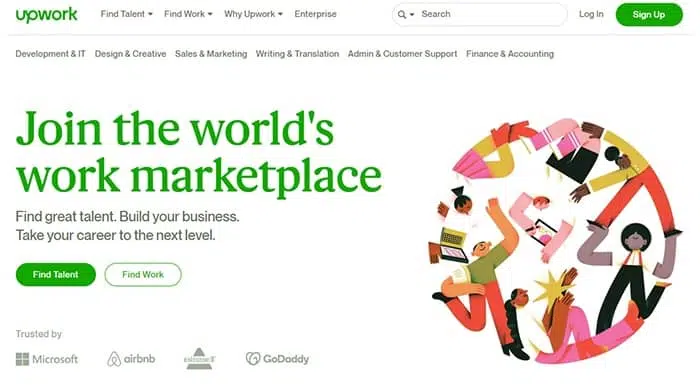 upwork Find Talent Find Work Why Upwork Enterprise Search Log In Sign Up
Development & IT Design & Creative Sales & Marketing Writing & Translation Admin & Customer Support Finance & Accounting
Join the world's
work marketplace
Find great talent. Build your business.
Take your career to the next level.
Find Talent Find Work
Trusted by
Microsoft airbnb GoDaddy